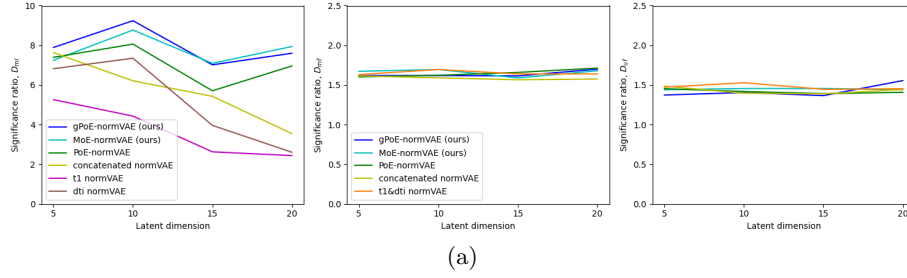 Significance ratio, D_ml
10
8
6
4
2
0
gPoE-normVAE (ours)
MoE-normVAE (ours)
PoE-normVAE
concatenated normVAE
t1 normVAE
dti normVAE
5 10 15 20
Latent dimension
Significance ratio, D_mf
2.5
2.0
1.5
1.0
0.5
0.0
gPoE-normVAE (ours)
MoE-normVAE (ours)
PoE-normVAE
concatenated normVAE
t1&dti normVAE
5 10 15 20
Latent dimension
Significance ratio, D_uf
2.5
2.0
1.5
1.0
0.5
0.0
5 10 15 20
Latent dimension
(a)